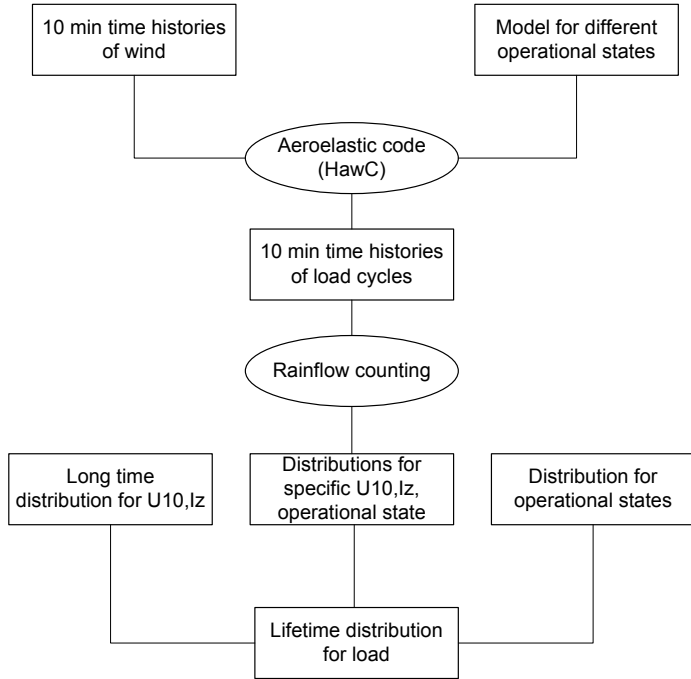 10 min time histories
of wind
Model for different
operational states
Aeroelastic code
(HawC)
10 min time histories
of load cycles
Rainflow counting
Long time
distribution for U10,Iz
Distributions for
specific U10,Iz,
operational state
Distribution for
operational states
Lifetime distribution
for load